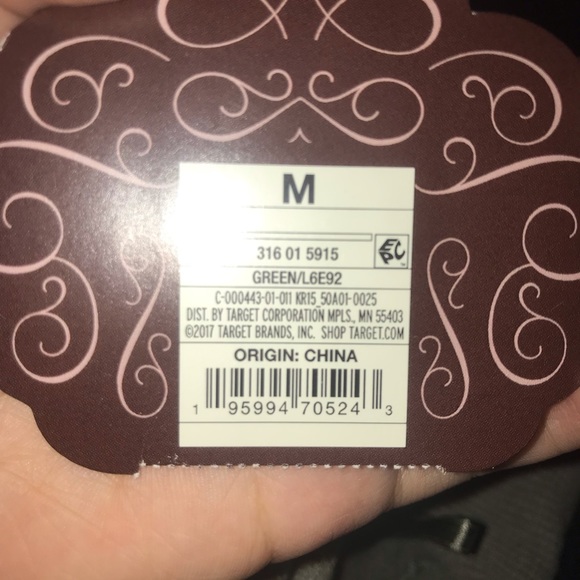 M
316 01 5915
EPC
GREEN/L6E92
C-000443-01-011 KR15_50A01-0025
DIST. BY TARGET CORPORATION MPLS., MN 55403
©2017 TARGET BRANDS, INC. SHOP TARGET.COM
ORIGIN: CHINA
1 95994 70524 3